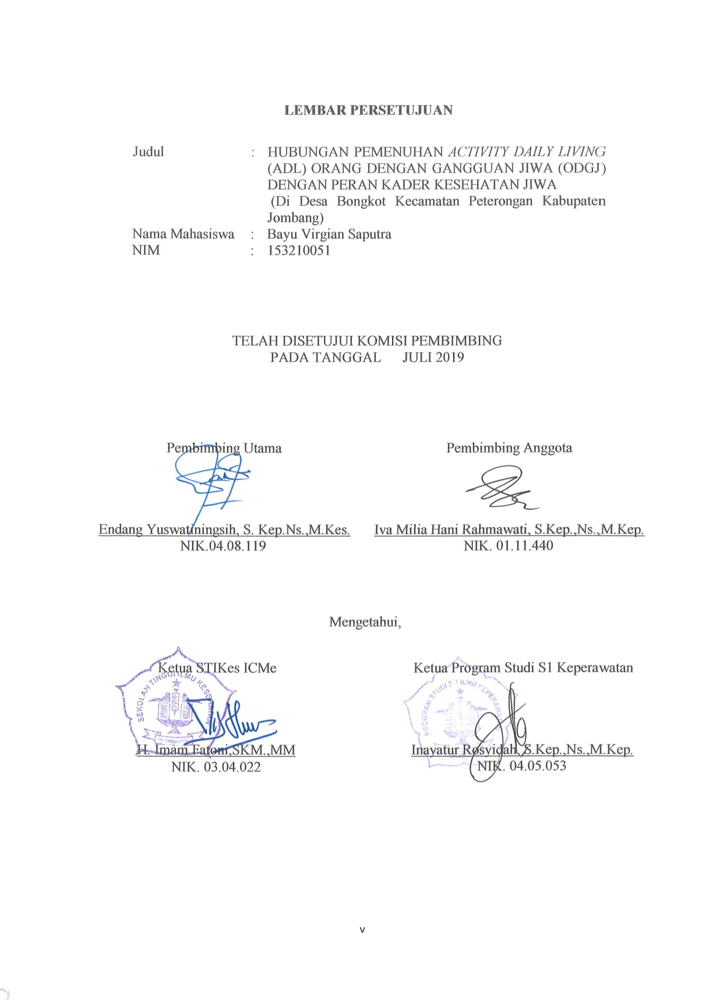 LEMBAR PERSETUJUAN
Judul : HUBUNGAN PEMENUHAN ACTIVITY DAILY LIVING
(ADL) ORANG DENGAN GANGGUAN JIWA (ODGJ)
DENGAN PERAN KADER KESEHATAN JIWA
(Di Desa Bongkot Kecamatan Peterongan Kabupaten
Jombang)
Nama Mahasiswa : Bayu Virgian Saputra
NIM : 153210051
TELAH DISETUJUI KOMISI PEMBIMBING
PADA TANGGAL JULI 2019
Pembimbing Utama
Endang Yuswatiningsih, S. Kep.Ns.,M.Kes.
NIK.04.08.119
Pembimbing Anggota
Iva Milia Hani Rahmawati, S.Kep.,Ns.,M.Kep.
NIK. 01.11.440
Mengetahui,
Ketua STIKes ICMe
SEKOLAH TINGGI ILMU KESEHATAN
H. Imam Fatoni,SKM.,MM
NIK. 03.04.022
Ketua Program Studi S1 Keperawatan
PROGRAM STUDI S 1 ILMU KEPERAWATAN
Inayatur Rosyidah, S.Kep.,Ns.,M.Kep.
NIK. 04.05.053
v